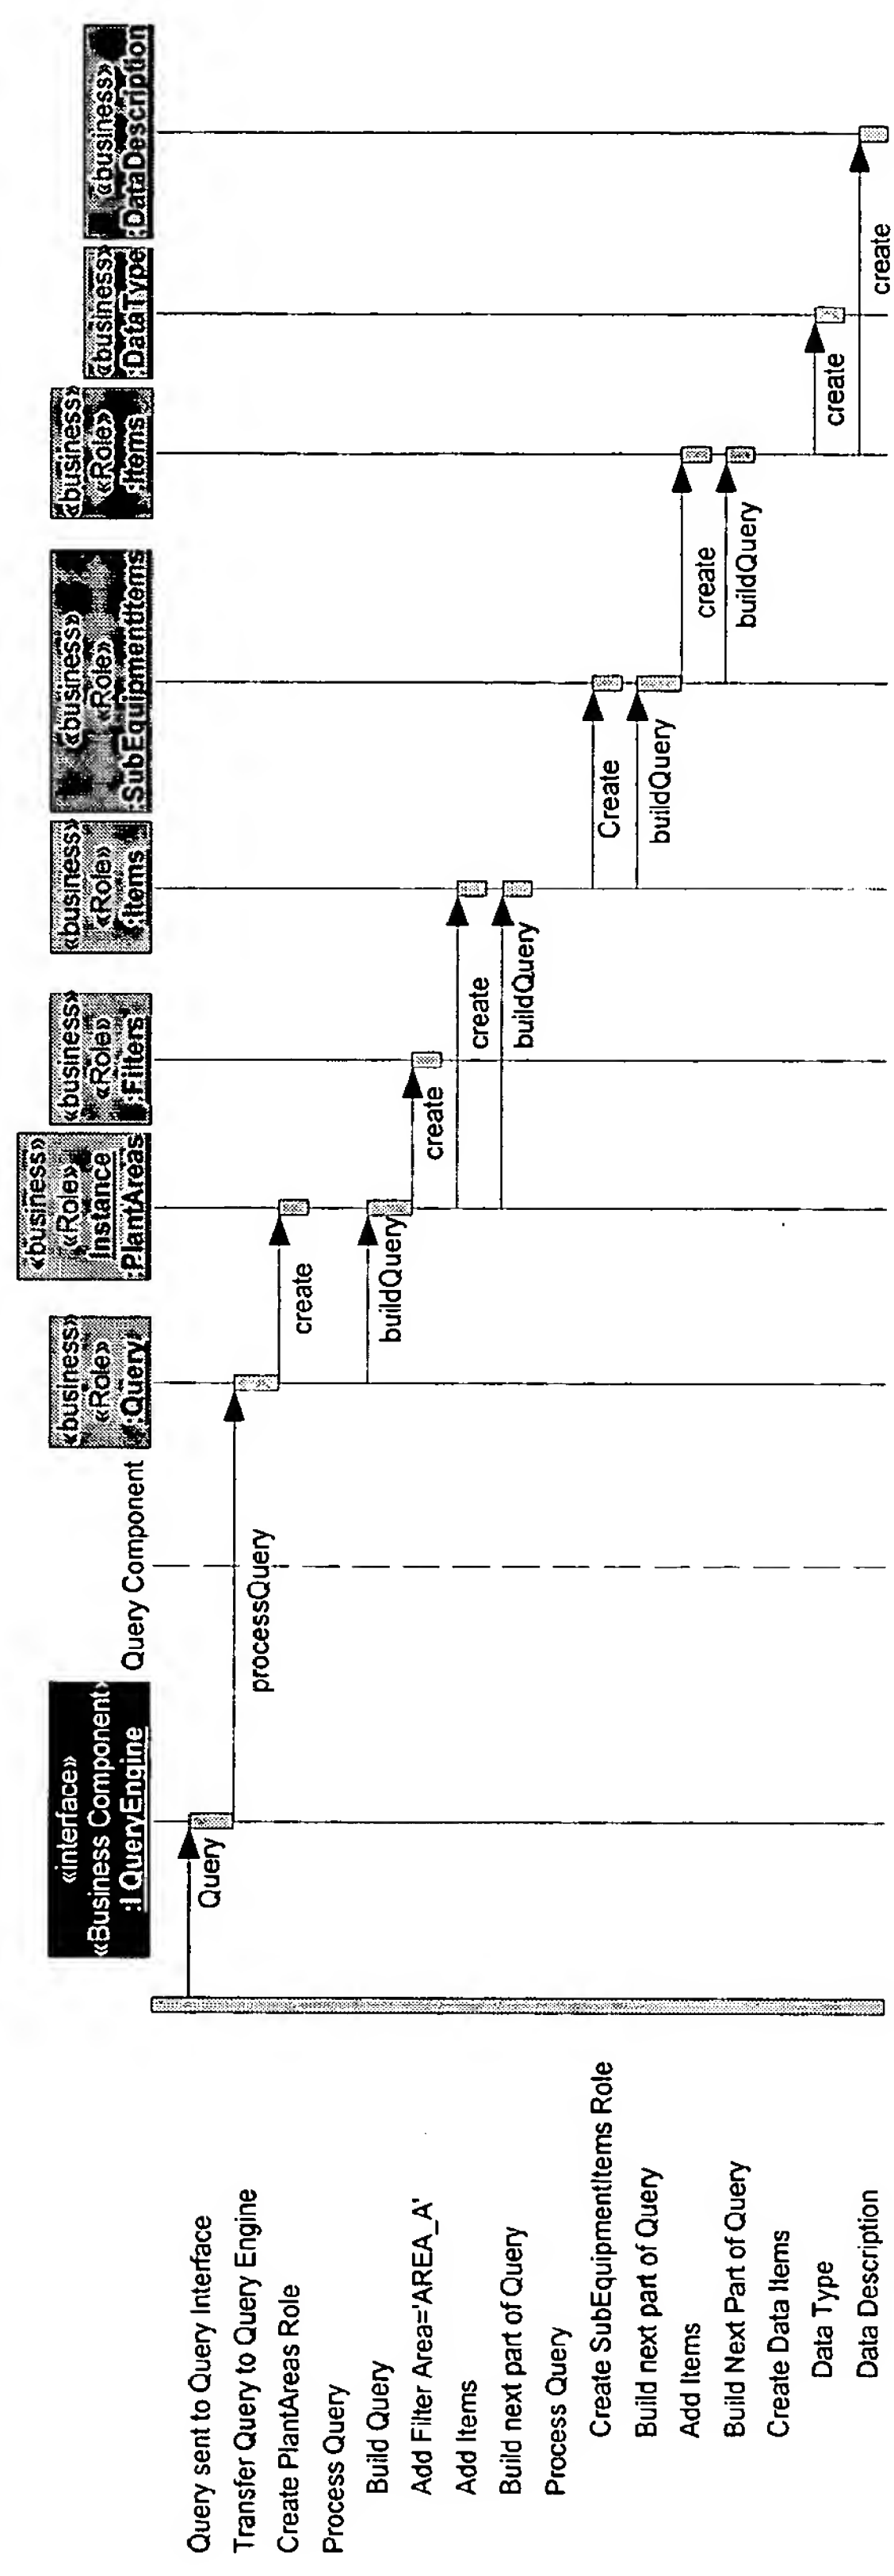 Query sent to Query Interface
Transfer Query to Query Engine
Create PlantAreas Role
Process Query
Build Query
Add Filter Area='AREA_A'
Add Items
Build next part of Query
Process Query
Create SubEquipmentItems Role
Build next part of Query
Add Items
Build Next Part of Query
Create Data Items
Data Type
Data Description
«interface»
«Business Component»
:I QueryEngine
Query Component
«business»
«Role»
:Query
«business»
«Role»
Instance
:PlantAreas
«business»
«Role»
:Filters
«business»
«Role»
:Items
«business»
«Role»
:SubEquipmentItems
«business»
«Role»
:Items
«business»
:DataType
«business»
:DataDescription
Query
processQuery
create
buildQuery
create
create
buildQuery
Create
buildQuery
create
buildQuery
create
create